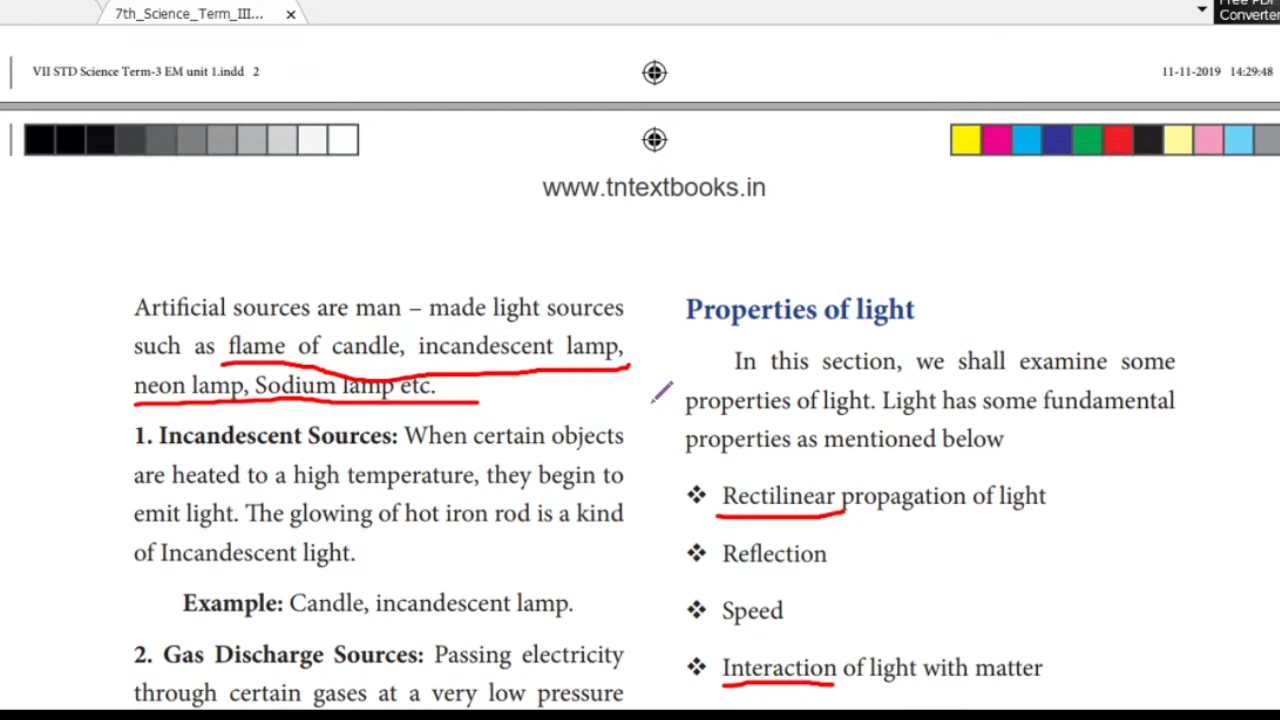 7th_Science_Term_III...
Free PDF
Converter
VII STD Science Term-3 EM unit 1.indd 2
11-11-2019 14:29:48
www.tntextbooks.in
Artificial sources are man – made light sources
such as flame of candle, incandescent lamp,
neon lamp, Sodium lamp etc.
1. Incandescent Sources: When certain objects
are heated to a high temperature, they begin to
emit light. The glowing of hot iron rod is a kind
of Incandescent light.
Example: Candle, incandescent lamp.
2. Gas Discharge Sources: Passing electricity
through certain gases at a very low pressure
Properties of light
In this section, we shall examine some
properties of light. Light has some fundamental
properties as mentioned below
❖ Rectilinear propagation of light
❖ Reflection
❖ Speed
❖ Interaction of light with matter